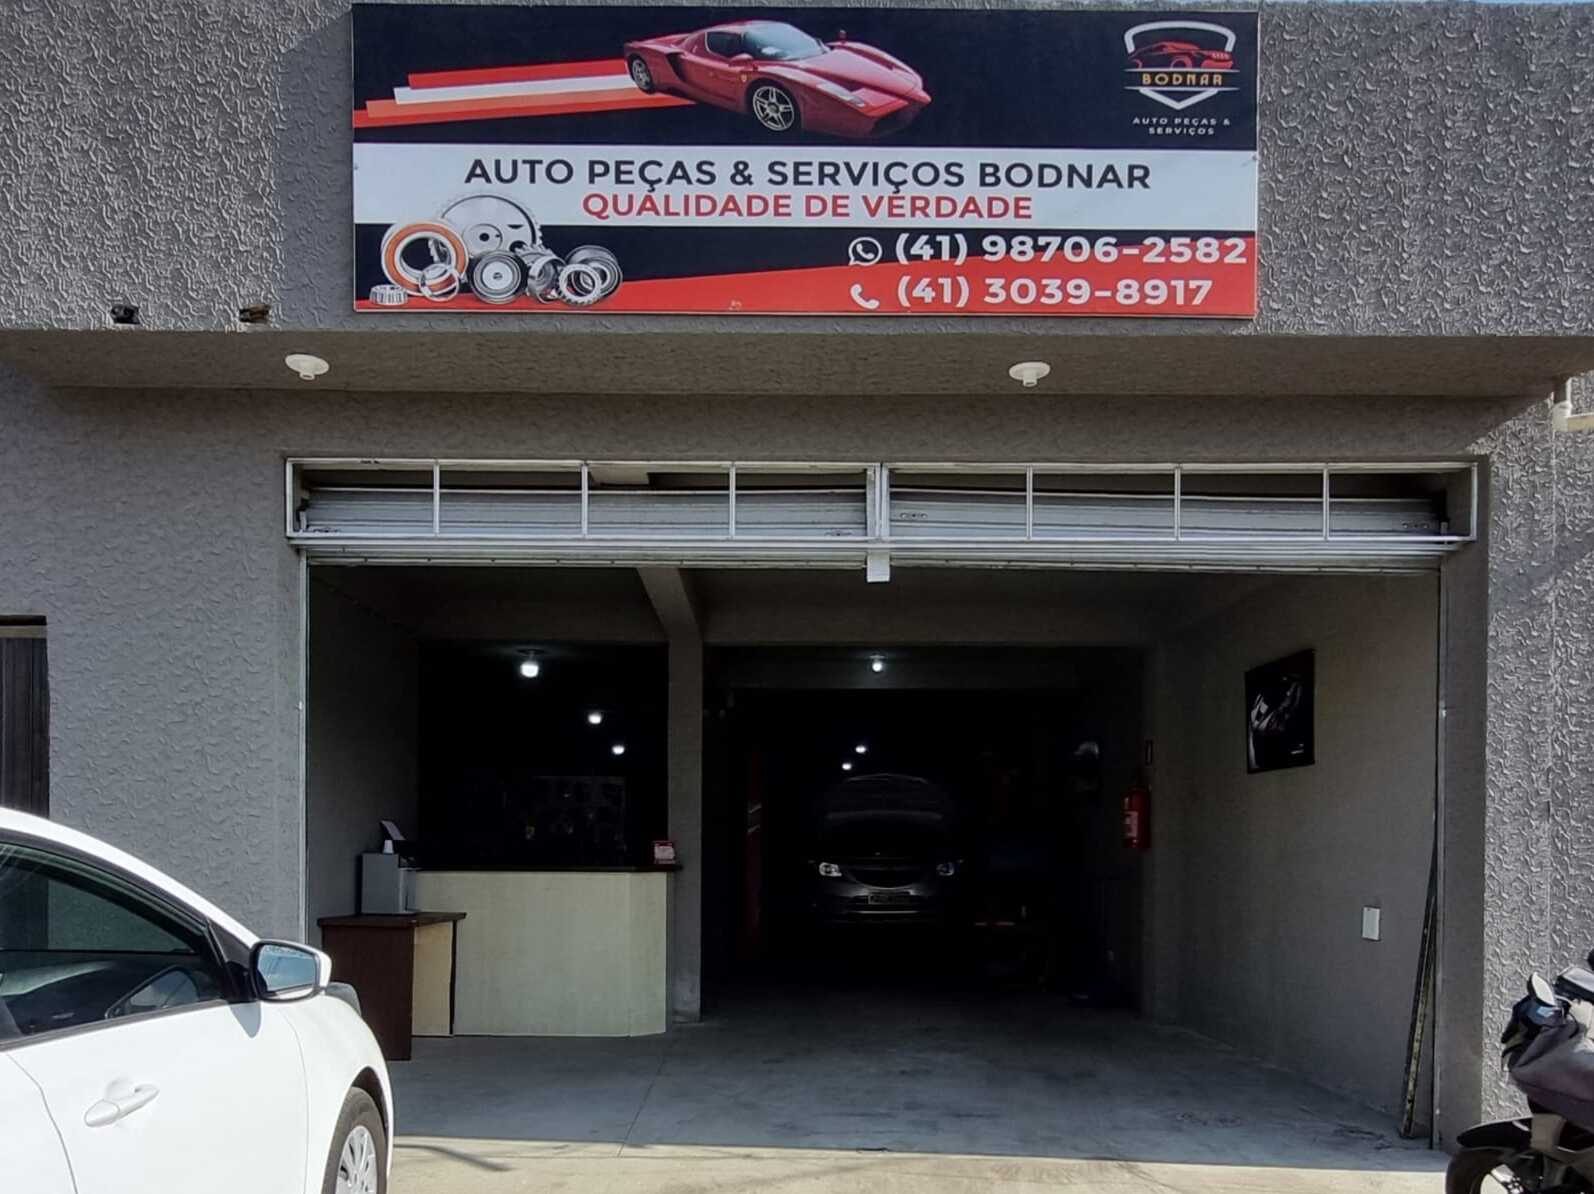 BODNAR
AUTO PEÇAS &
SERVIÇOS
AUTO PEÇAS & SERVIÇOS BODNAR
QUALIDADE DE VERDADE
(41) 98706-2582
(41) 3039-8917